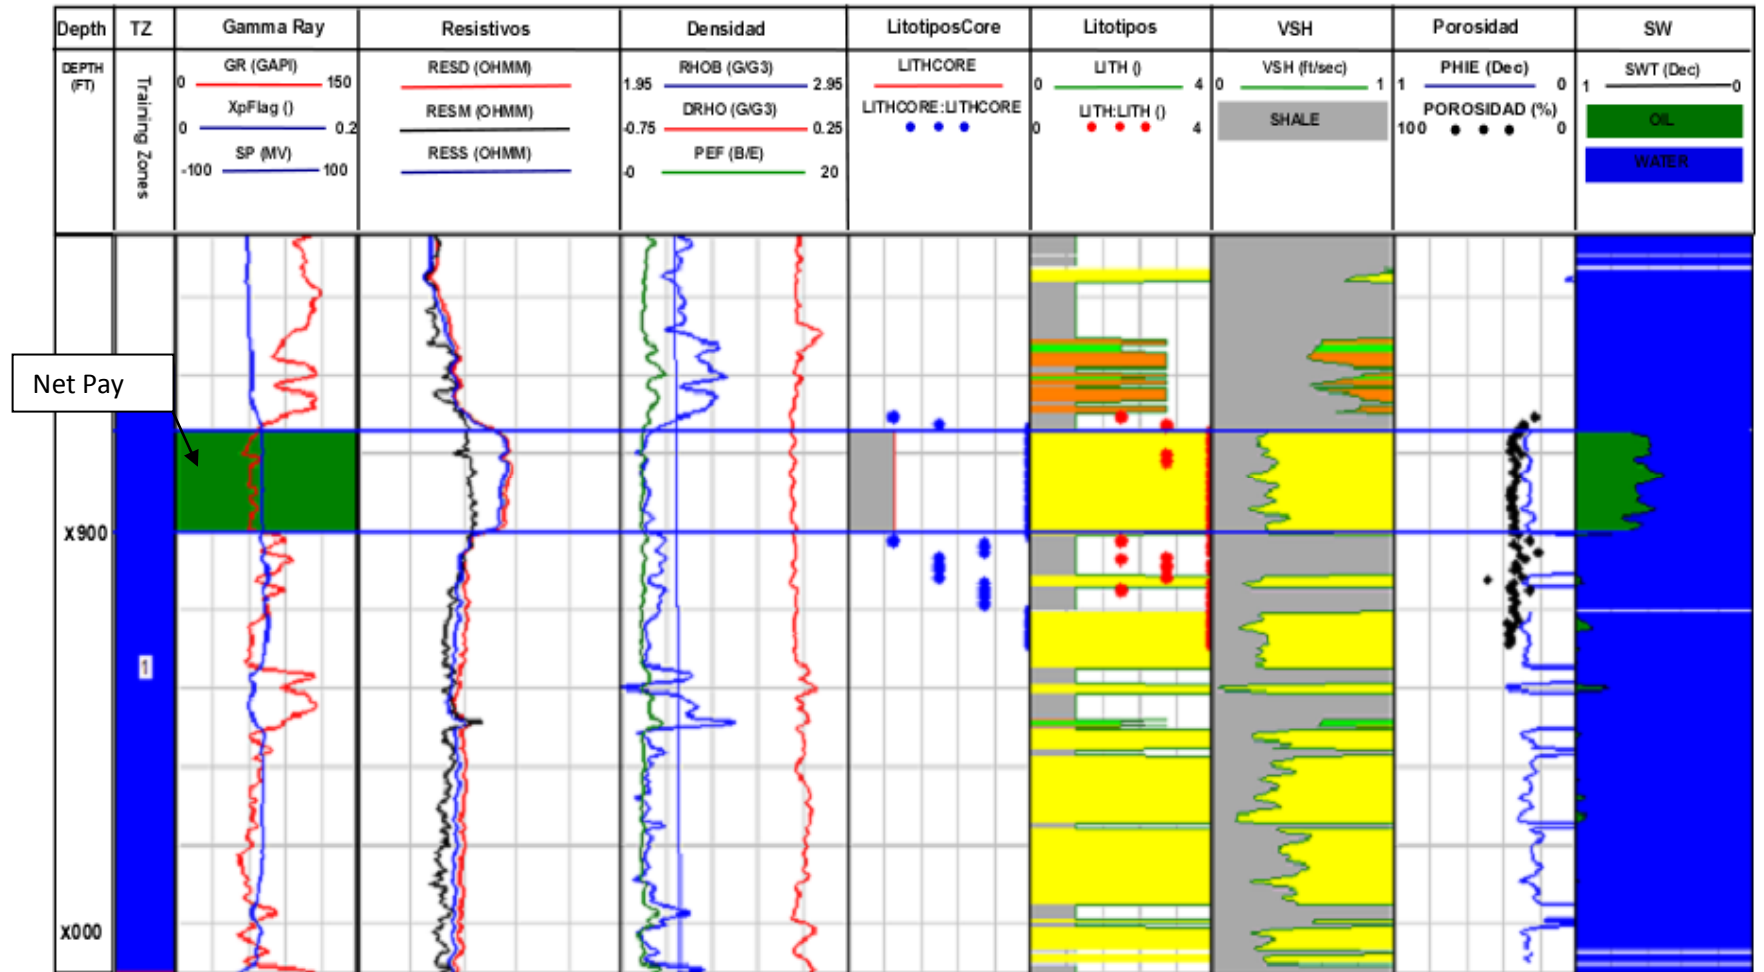 Depth TZ Gamma Ray Resistivos Densidad LitotiposCore Litotipos VSH Porosidad SW
DEPTH (FT)
Training Zones
GR (GAPI)
0 150
XpFlag ()
0 0.2
SP (MV)
-100 100
RESD (OHMM)
RESM (OHMM)
RESS (OHMM)
RHOB (G/G3)
1.95 2.95
DRHO (G/G3)
-0.75 0.25
PEF (B/E)
-0 20
LITHCORE
LITHCORE:LITHCORE
LITH ()
0 4
LITH:LITH ()
0 4
VSH (ft/sec)
0 1
SHALE
PHIE (Dec)
1 0
POROSIDAD (%)
100 0
SWT (Dec)
1 0
OIL
WATER
Net Pay
X900
1
X000